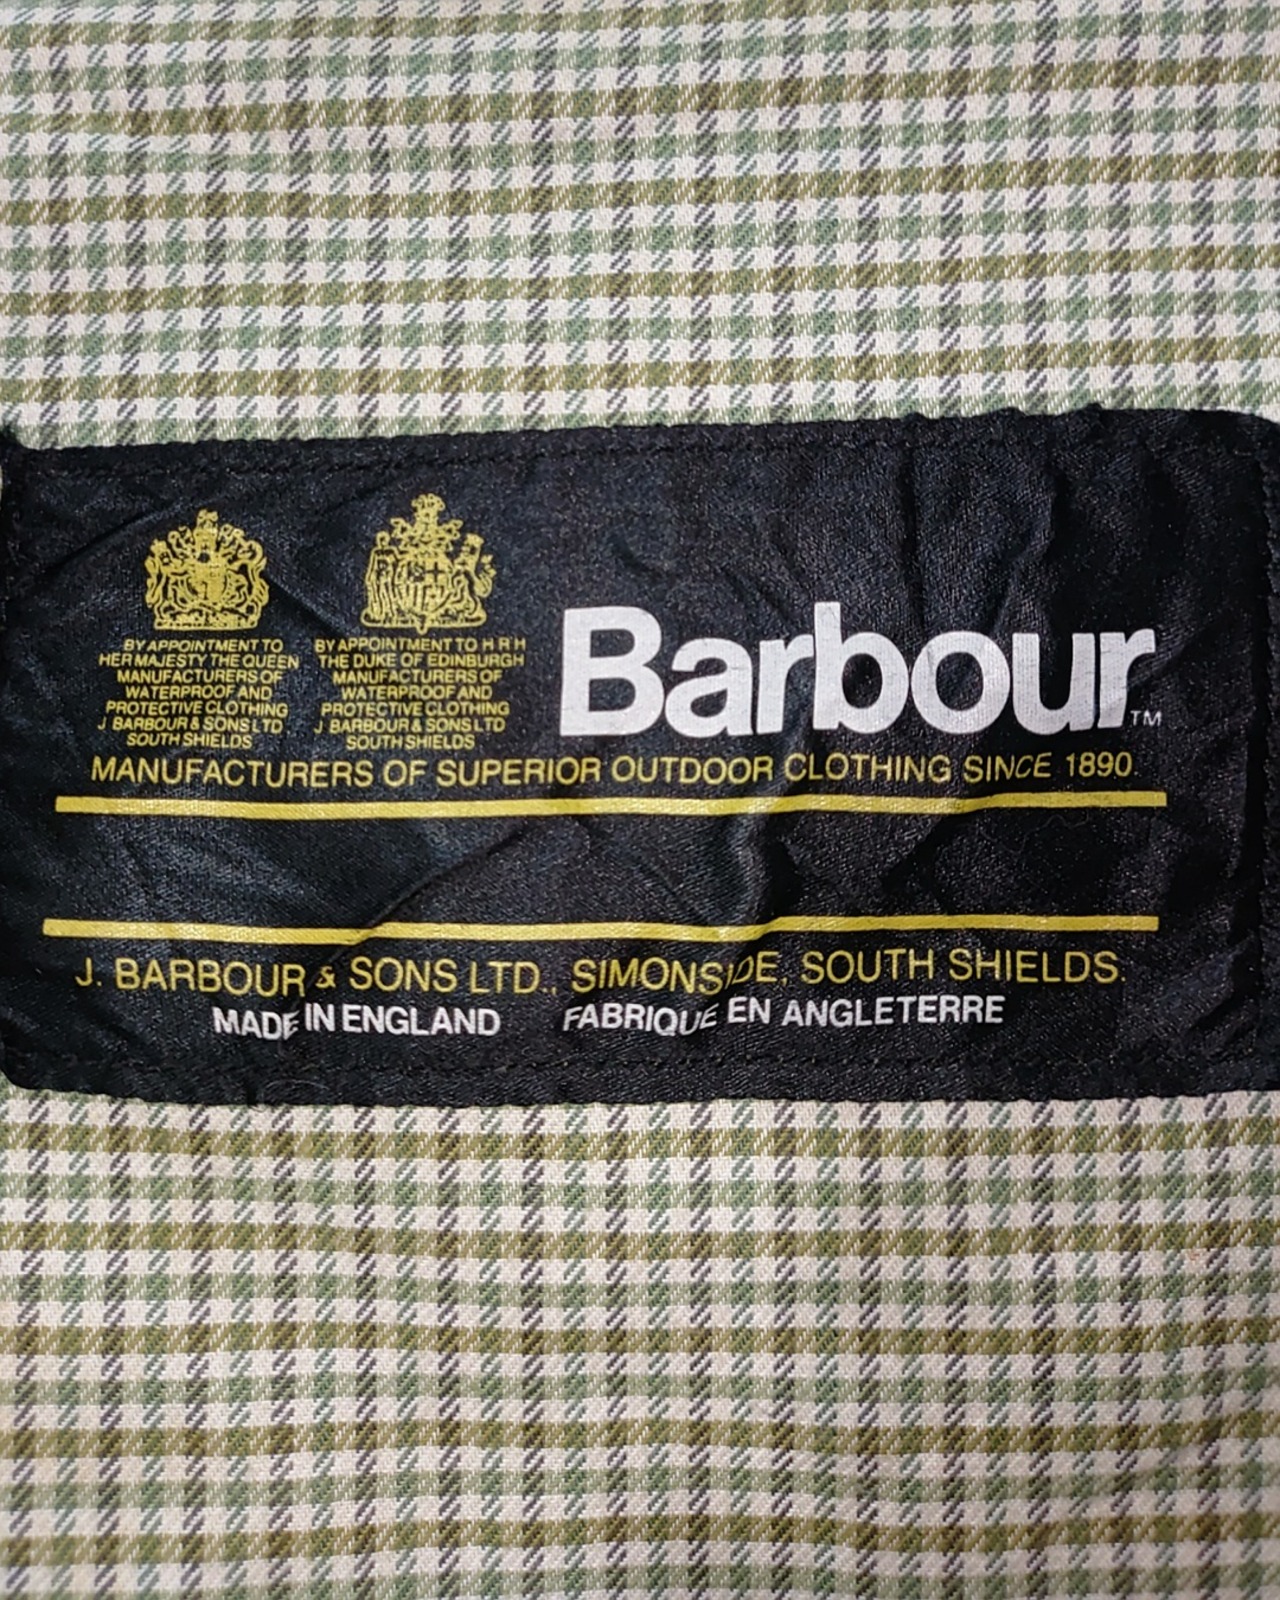 BY APPOINTMENT TO
HER MAJESTY THE QUEEN
MANUFACTURERS OF
WATERPROOF AND
PROTECTIVE CLOTHING
J BARBOUR & SONS LTD
SOUTH SHIELDS
BY APPOINTMENT TO H R H
THE DUKE OF EDINBURGH
MANUFACTURERS OF
WATERPROOF AND
PROTECTIVE CLOTHING
J BARBOUR & SONS LTD
SOUTH SHIELDS
Barbour™
MANUFACTURERS OF SUPERIOR OUTDOOR CLOTHING SINCE 1890.
J. BARBOUR & SONS LTD., SIMONSIDE, SOUTH SHIELDS.
MADE IN ENGLAND FABRIQUE EN ANGLETERRE